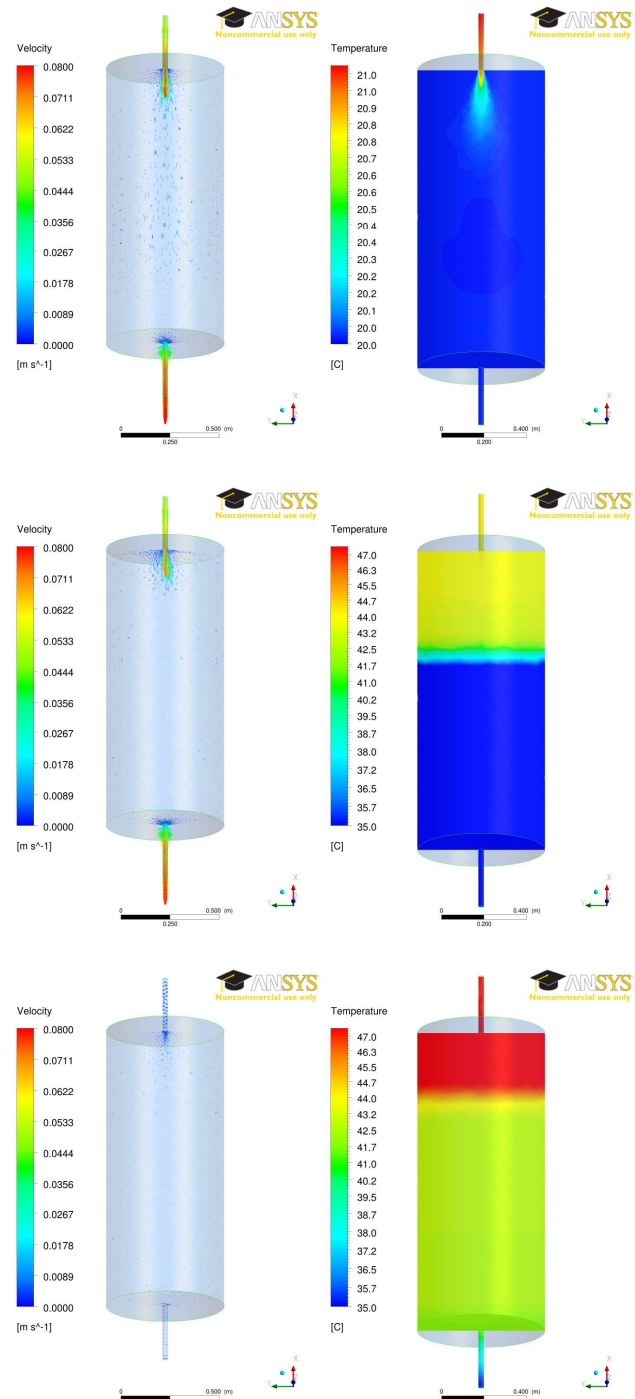 ANSYS
Noncommercial use only
Velocity
0.0800
0.0711
0.0622
0.0533
0.0444
0.0356
0.0267
0.0178
0.0089
0.0000
[m s^-1]
0 0.500 (m)
0.250
X
Y
Z
ANSYS
Noncommercial use only
Temperature
21.0
21.0
20.9
20.8
20.8
20.7
20.6
20.6
20.5
20.4
20.4
20.3
20.2
20.2
20.1
20.0
20.0
[C]
0 0.400 (m)
0.200
X
Y
Z
ANSYS
Noncommercial use only
Velocity
0.0800
0.0711
0.0622
0.0533
0.0444
0.0356
0.0267
0.0178
0.0089
0.0000
[m s^-1]
0 0.500 (m)
0.250
X
Y
Z
ANSYS
Noncommercial use only
Temperature
47.0
46.3
45.5
44.7
44.0
43.2
42.5
41.7
41.0
40.2
39.5
38.7
38.0
37.2
36.5
35.7
35.0
[C]
0 0.400 (m)
0.200
X
Y
Z
ANSYS
Noncommercial use only
Velocity
0.0800
0.0711
0.0622
0.0533
0.0444
0.0356
0.0267
0.0178
0.0089
0.0000
[m s^-1]
0 0.500 (m)
0.250
X
Y
Z
ANSYS
Noncommercial use only
Temperature
47.0
46.3
45.5
44.7
44.0
43.2
42.5
41.7
41.0
40.2
39.5
38.7
38.0
37.2
36.5
35.7
35.0
[C]
0 0.400 (m)
0.200
X
Y
Z